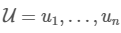 𝒰 = u₁, . . . , uₙ